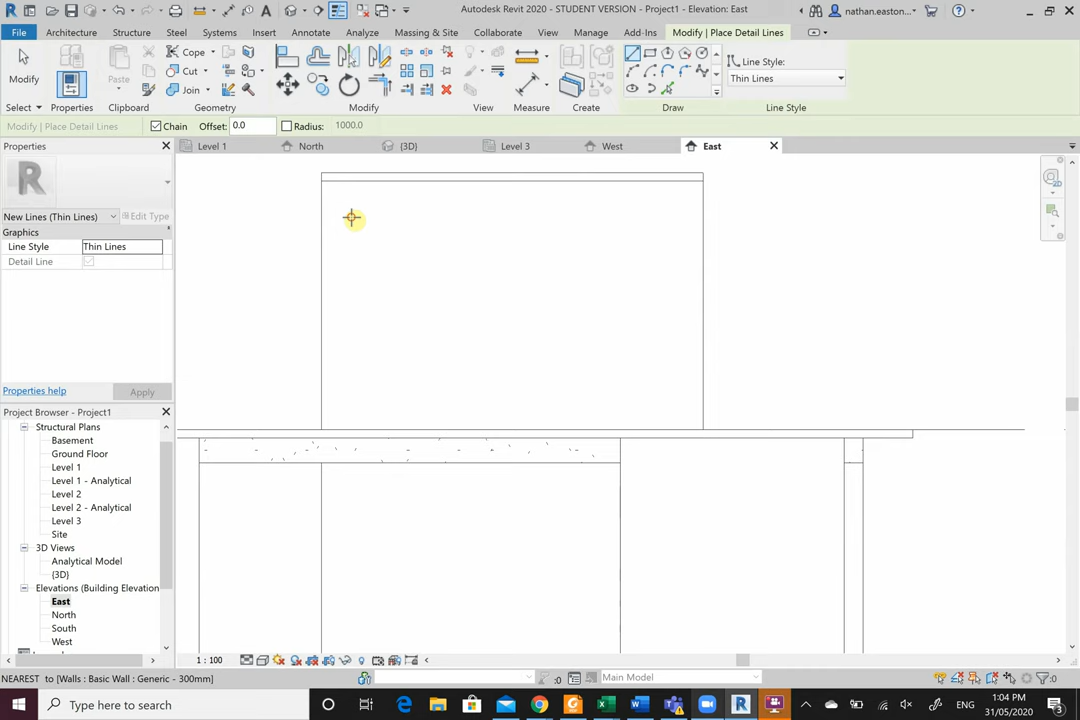 Autodesk Revit 2020 - STUDENT VERSION - Project1 - Elevation: East
nathan.easton...
File
Architecture
Structure
Steel
Systems
Insert
Annotate
Analyze
Massing & Site
Collaborate
View
Manage
Add-Ins
Modify | Place Detail Lines
Modify
Paste
Cope
Cut
Join
Line Style:
Thin Lines
Select
Properties
Clipboard
Geometry
Modify
View
Measure
Create
Draw
Line Style
Modify | Place Detail Lines
Chain
Offset:
0.0
Radius:
1000.0
Properties
Level 1
North
{3D}
Level 3
West
East
2D
R
New Lines (Thin Lines)
Edit Type
Graphics
Line Style
Thin Lines
Detail Line
Properties help
Apply
Project Browser - Project1
Structural Plans
Basement
Ground Floor
Level 1
Level 1 - Analytical
Level 2
Level 2 - Analytical
Level 3
Site
3D Views
Analytical Model
{3D}
Elevations (Building Elevation
East
North
South
West
1 : 100
NEAREST to [Walls : Basic Wall : Generic - 300mm]
:0
Main Model
:0
Type here to search
ENG
1:04 PM
31/05/2020
3